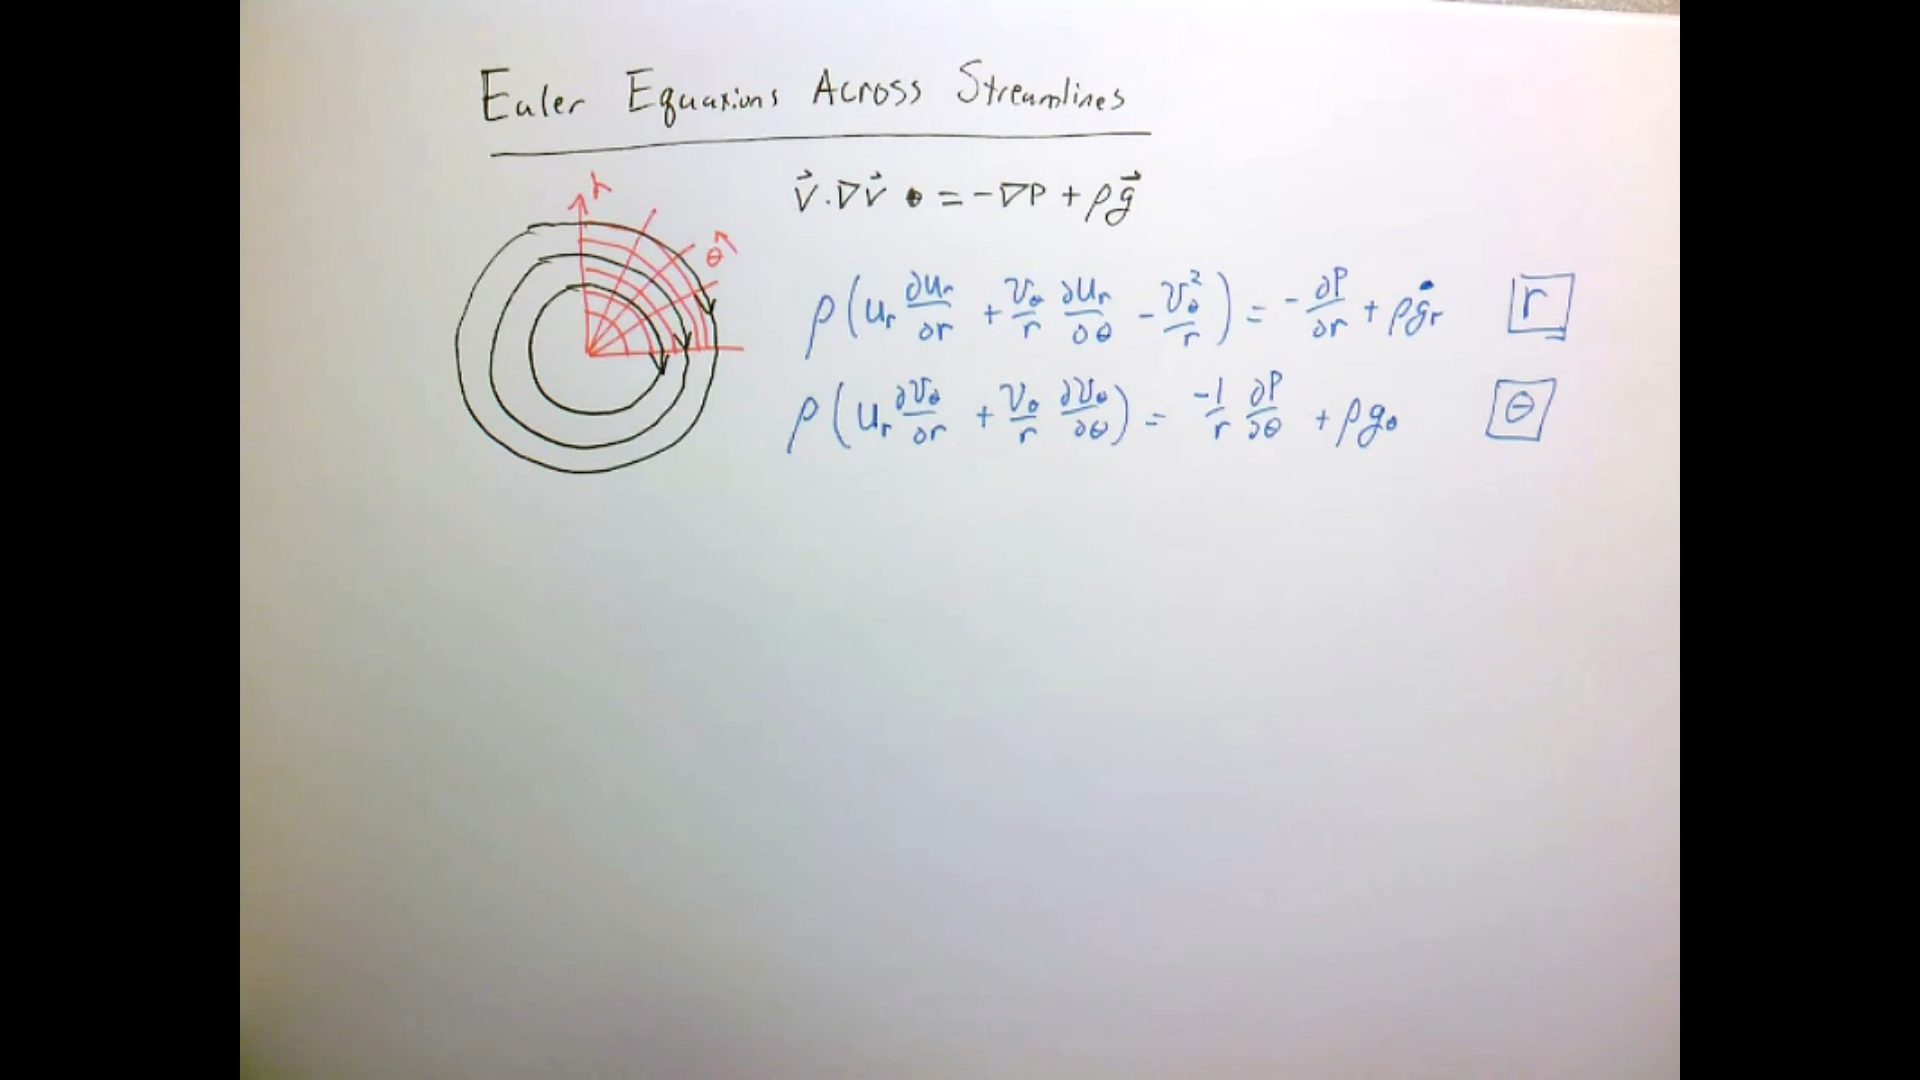 Euler Equations Across Streamlines
r
θ
V⃗ · ∇V⃗ = -∇P + ρg⃗
ρ(u_r ∂u_r/∂r + v_θ/r ∂u_r/∂θ - v_θ²/r) = -∂P/∂r + ρg_r [r]
ρ(u_r ∂v_θ/∂r + v_θ/r ∂v_θ/∂θ) = -1/r ∂P/∂θ + ρg_θ [θ]